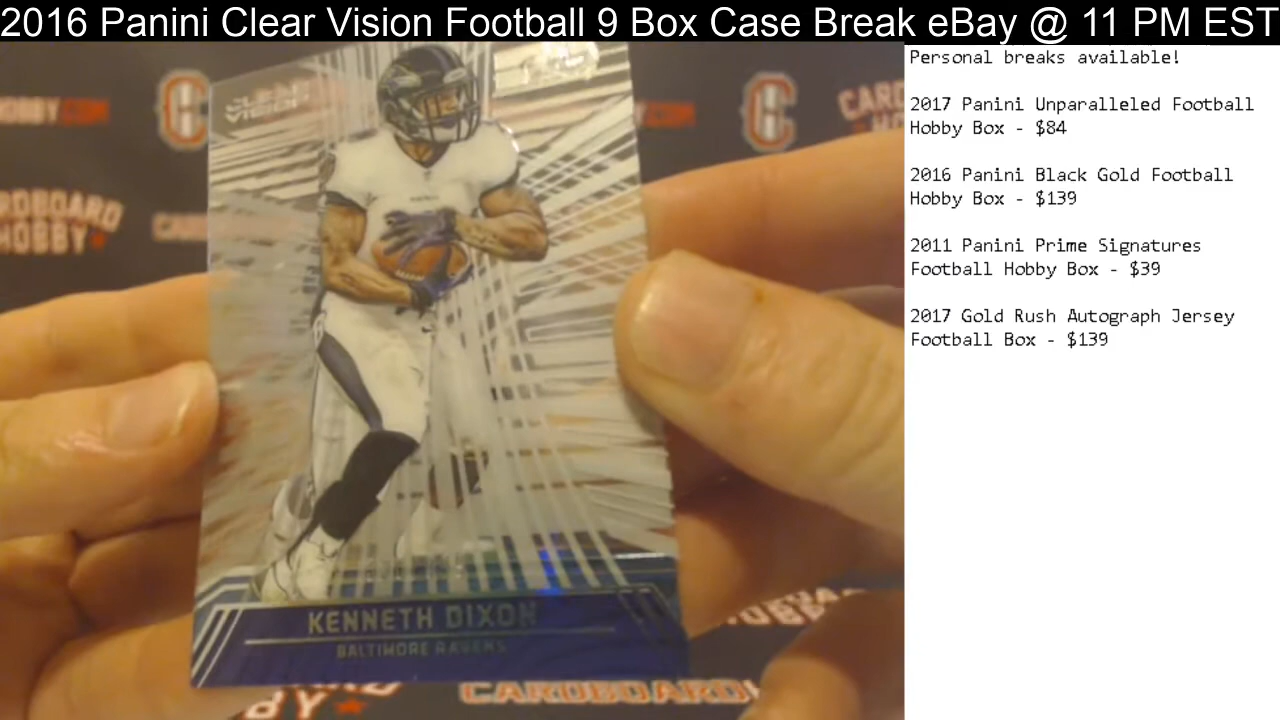 2016 Panini Clear Vision Football 9 Box Case Break eBay @ 11 PM EST
Personal breaks available!
2017 Panini Unparalleled Football
Hobby Box - $84
2016 Panini Black Gold Football
Hobby Box - $139
2011 Panini Prime Signatures
Football Hobby Box - $39
2017 Gold Rush Autograph Jersey
Football Box - $139
CLEAR
VISION
KENNETH DIXON
BALTIMORE RAVENS
CARDBOARD